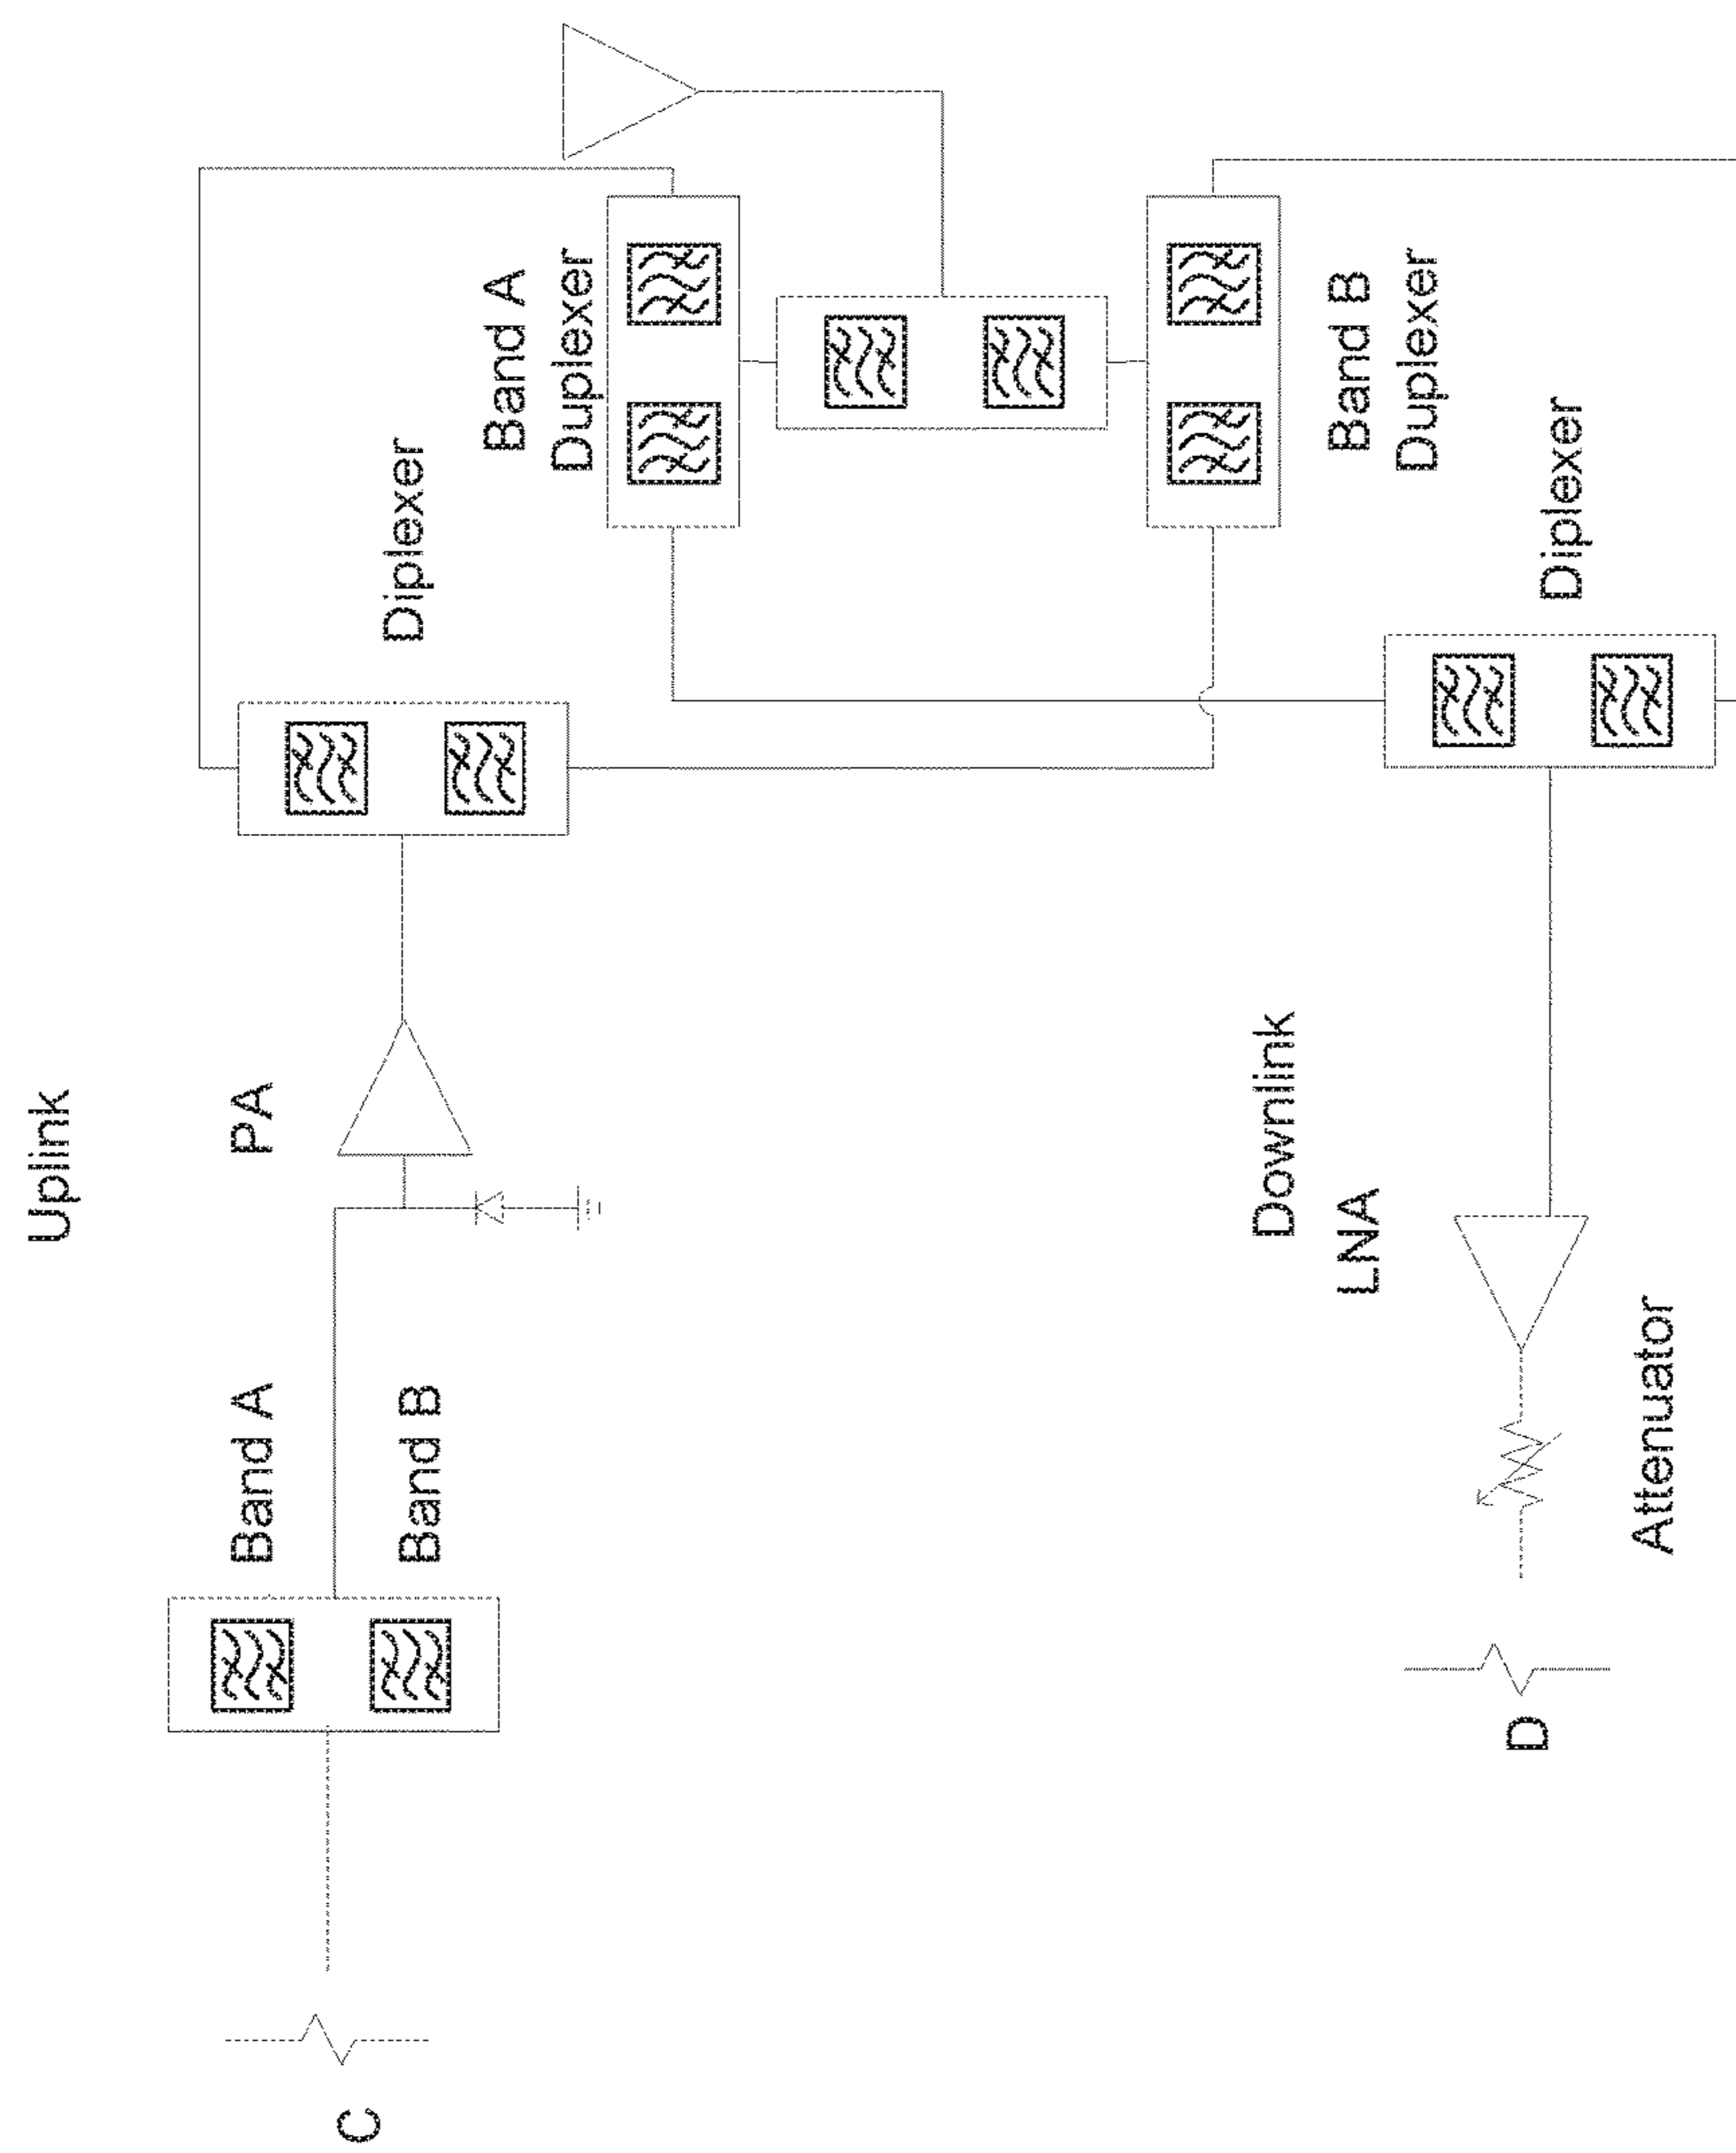 Uplink
PA
Band A
Band B
Diplexer
Band A
Duplexer
C
Downlink
LNA
Band B
Duplexer
Diplexer
Attenuator
D